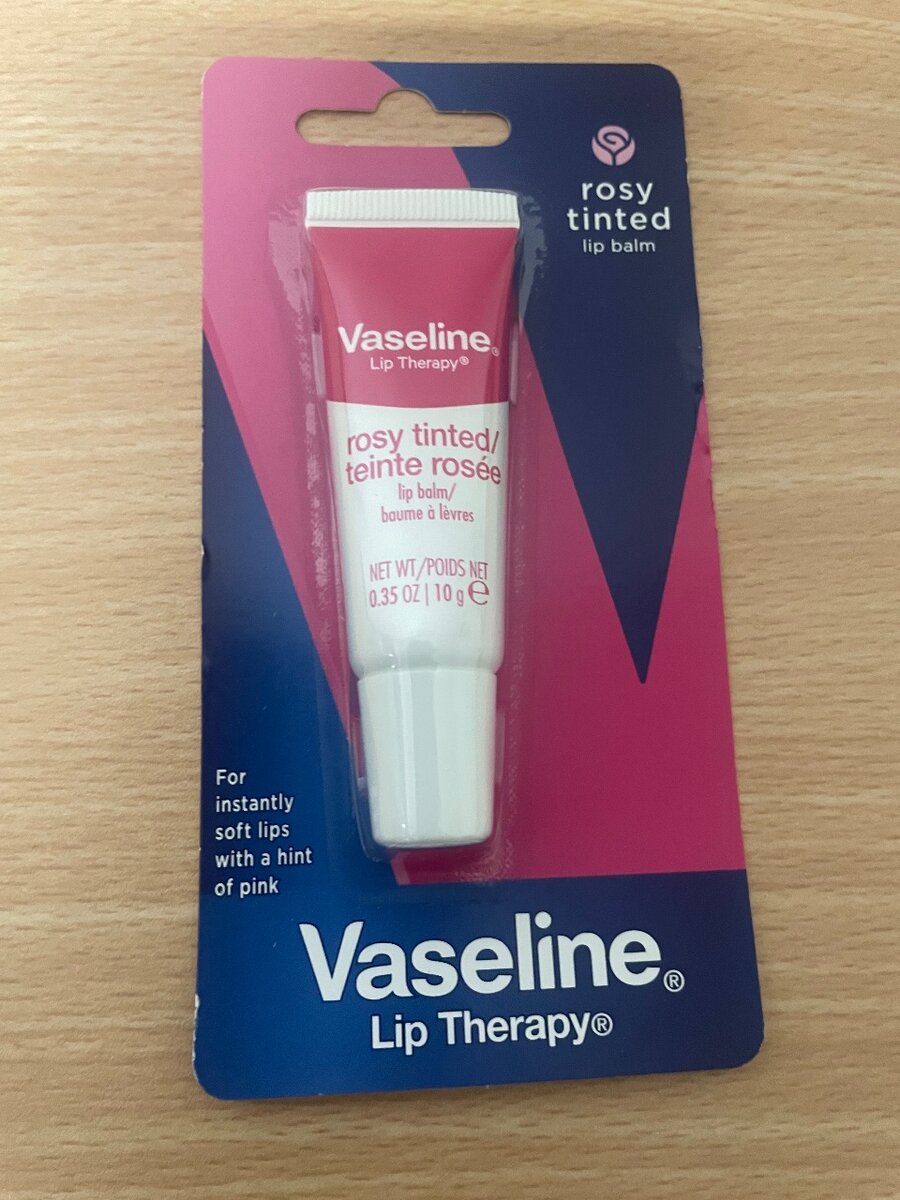 rosy
tinted
lip balm
Vaseline®
Lip Therapy®
rosy tinted/
teinte rosée
lip balm/
baume à lèvres
NET WT/POIDS NET
0.35 OZ | 10 g ℮
For
instantly
soft lips
with a hint
of pink
Vaseline®
Lip Therapy®